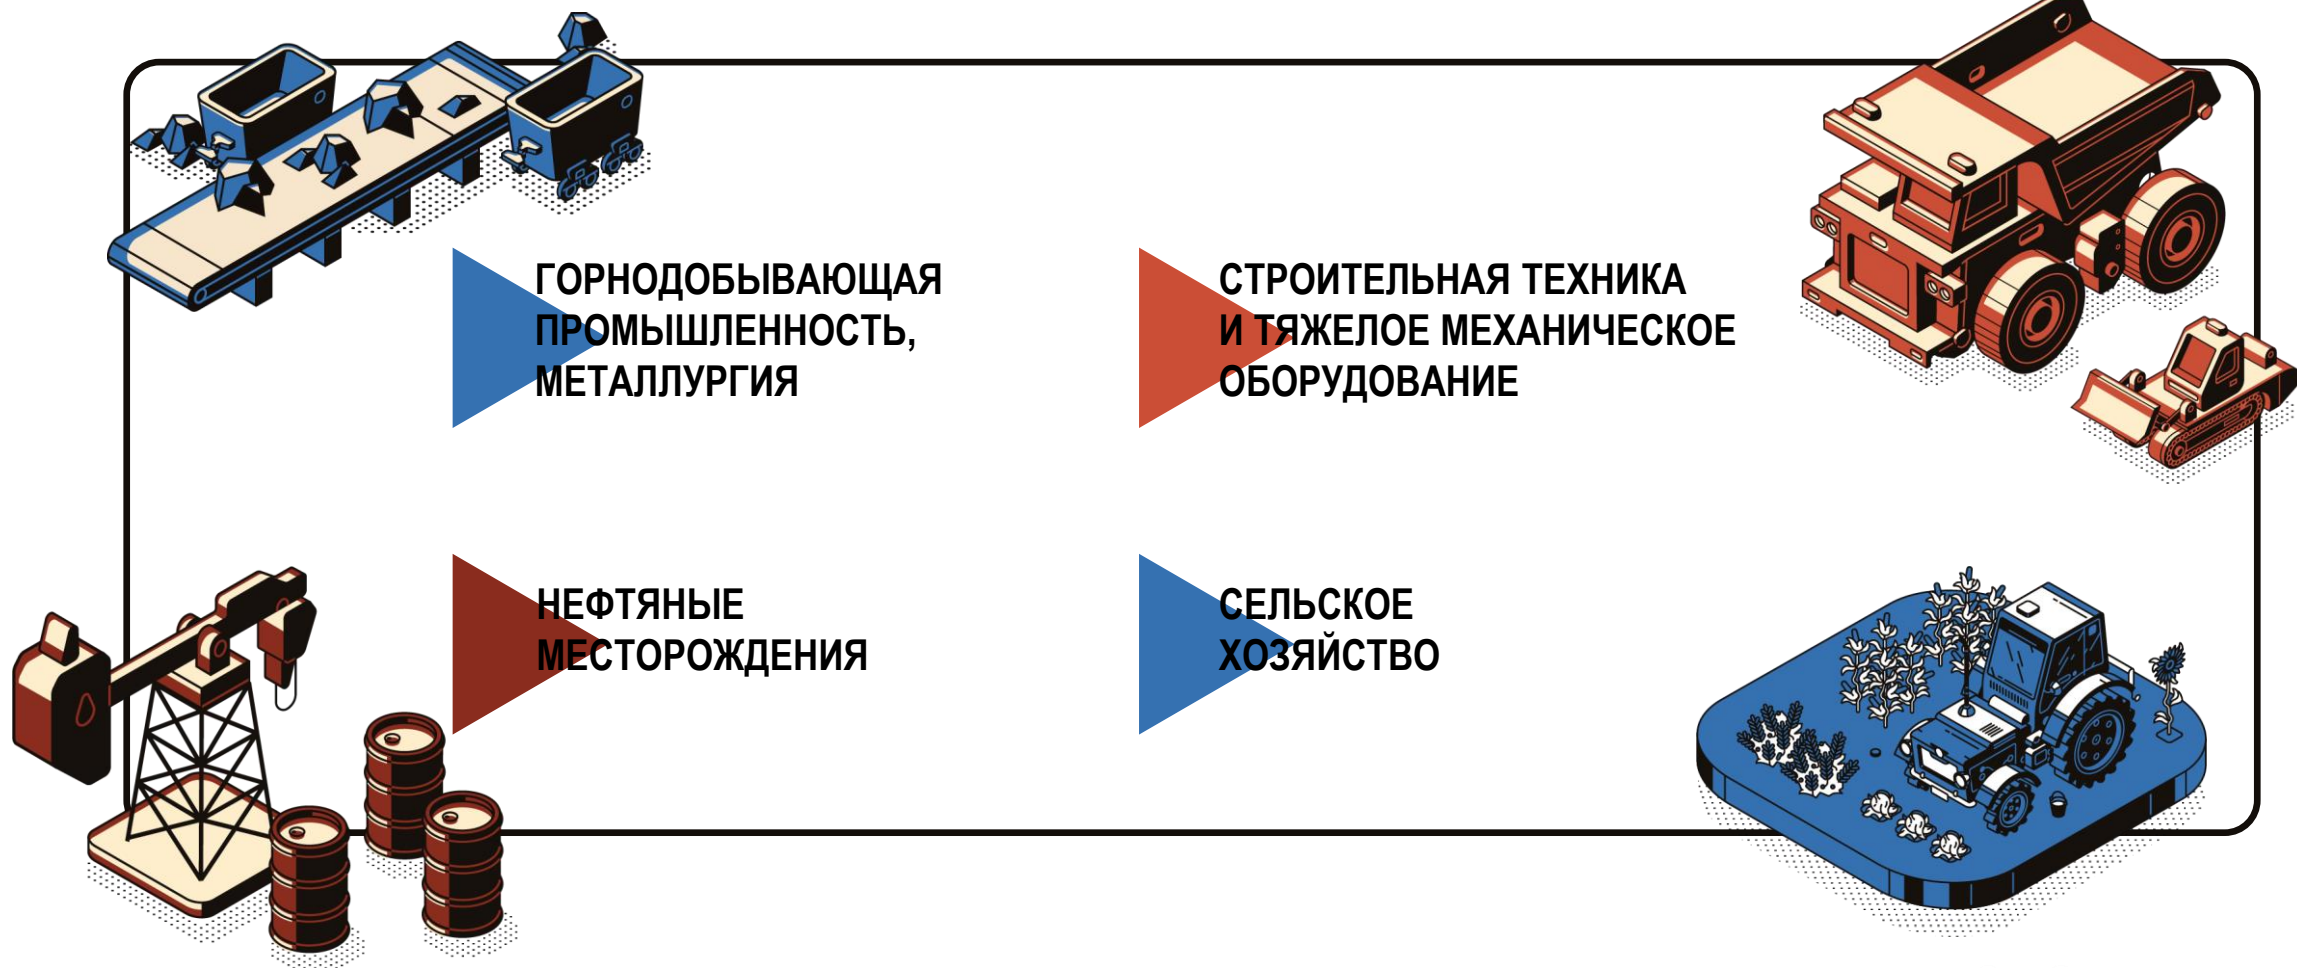 ГОРНОДОБЫВАЮЩАЯ
ПРОМЫШЛЕННОСТЬ,
МЕТАЛЛУРГИЯ
СТРОИТЕЛЬНАЯ ТЕХНИКА
И ТЯЖЕЛОЕ МЕХАНИЧЕСКОЕ
ОБОРУДОВАНИЕ
НЕФТЯНЫЕ
МЕСТОРОЖДЕНИЯ
СЕЛЬСКОЕ
ХОЗЯЙСТВО